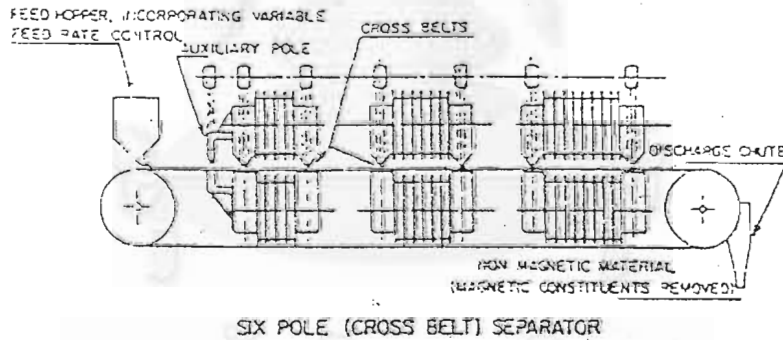 FEED HOPPER, INCORPORATING VARIABLE
FEED RATE CONTROL
AUXILIARY POLE
CROSS BELTS
DISCHARGE CHUTE
NON MAGNETIC MATERIAL
(MAGNETIC CONSTITUENTS REMOVED)
SIX POLE (CROSS BELT) SEPARATOR